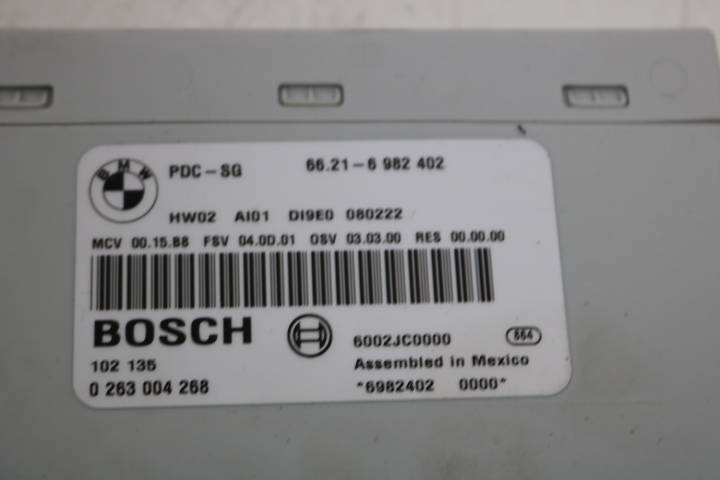 BMW
PDC-SG 66.21-6 982 402
HW02 AI01 DI9E0 080222
MCV 00.15.B8 FSV 04.0D.01 OSV 03.03.00 RES 00.00.00
BOSCH
6002JC0000 864
102 135 Assembled in Mexico
0 263 004 268 *6982402 0000*